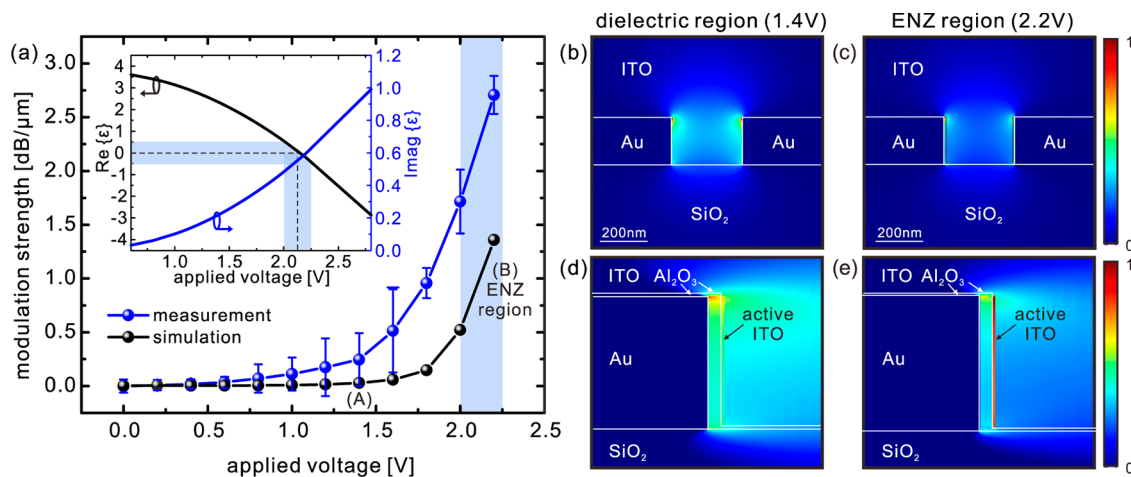 dielectric region (1.4V)
ENZ region (2.2V)
(a)
modulation strength [dB/μm]
3.0
2.5
2.0
1.5
1.0
0.5
0.0
0.0
0.5
1.0
1.5
2.0
2.5
applied voltage [V]
measurement
simulation
(A)
(B)
ENZ
region
Re {ε}
4
3
2
1
0
-1
-2
-3
-4
Imag {ε}
1.2
1.0
0.8
0.6
0.4
0.2
0.0
1.0
1.5
2.0
2.5
applied voltage [V]
(b)
ITO
Au
Au
SiO₂
200nm
(c)
ITO
Au
Au
SiO₂
200nm
1
0
(d)
ITO
Al₂O₃
active
ITO
Au
SiO₂
(e)
ITO
Al₂O₃
active
ITO
Au
SiO₂
1
0